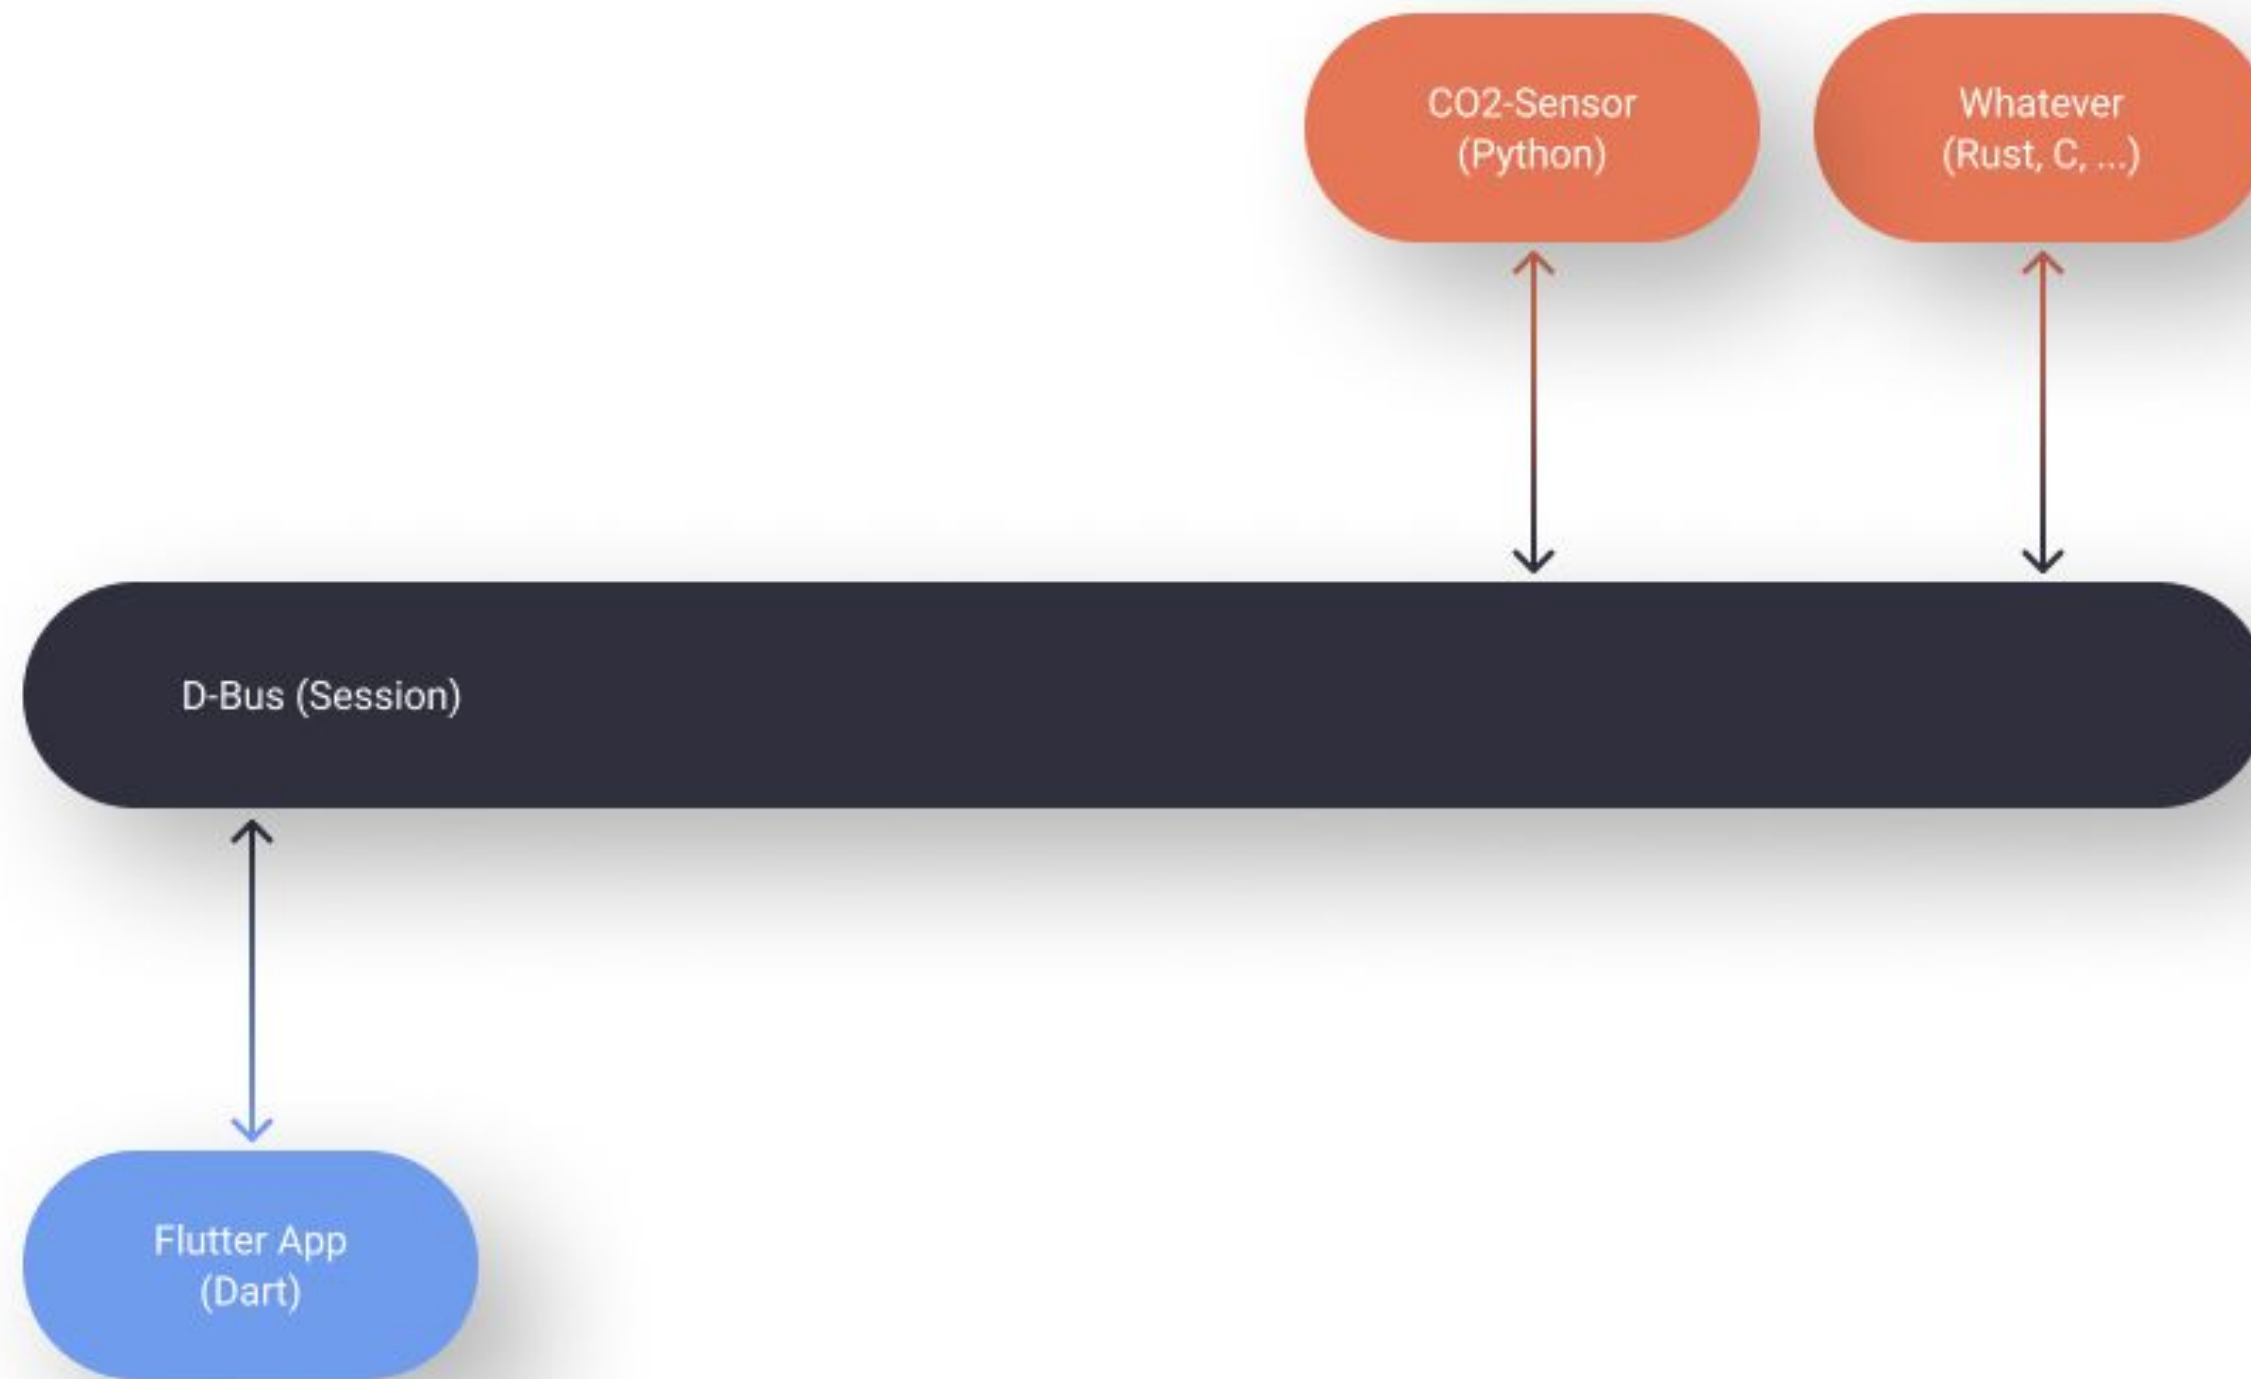 CO2-Sensor
(Python)
Whatever
(Rust, C, ...)
D-Bus (Session)
Flutter App
(Dart)